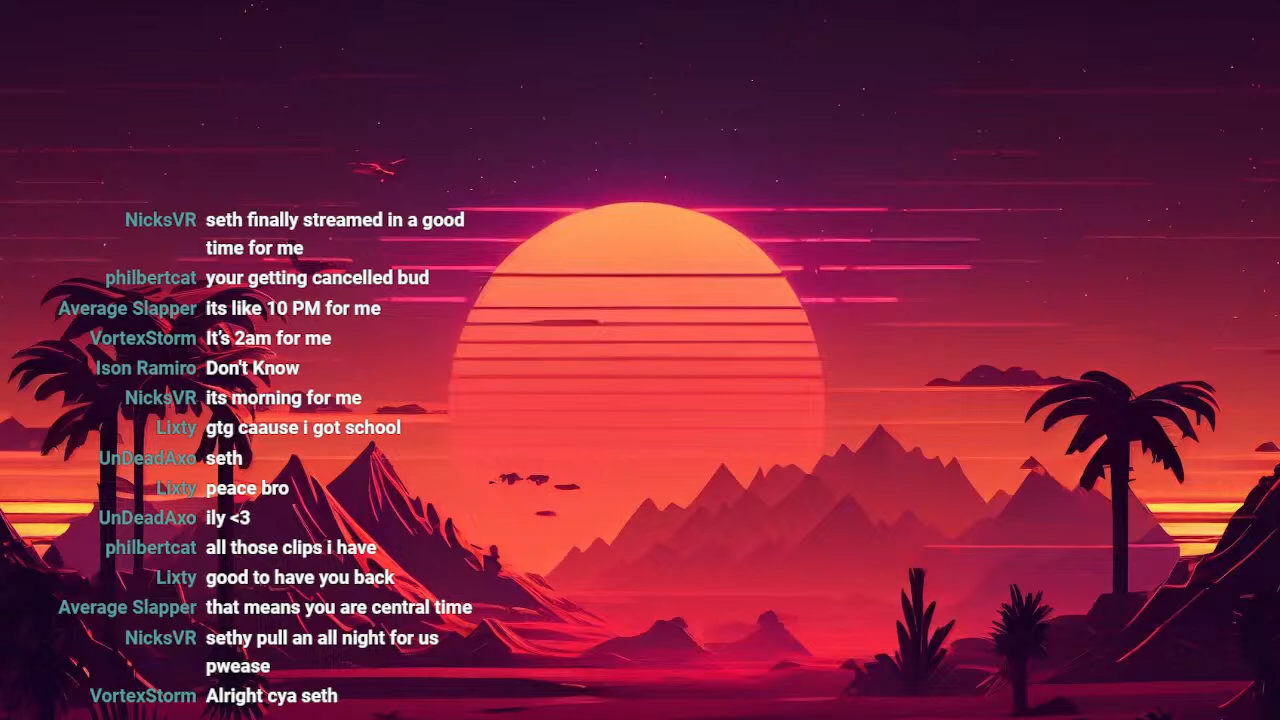 NicksVR seth finally streamed in a good
time for me
philbertcat your getting cancelled bud
Average Slapper its like 10 PM for me
VortexStorm It's 2am for me
Ison Ramiro Don't Know
NicksVR its morning for me
Lixty gtg caause i got school
UnDeadAxo seth
Lixty peace bro
UnDeadAxo ily <3
philbertcat all those clips i have
Lixty good to have you back
Average Slapper that means you are central time
NicksVR sethy pull an all night for us
pwease
VortexStorm Alright cya seth